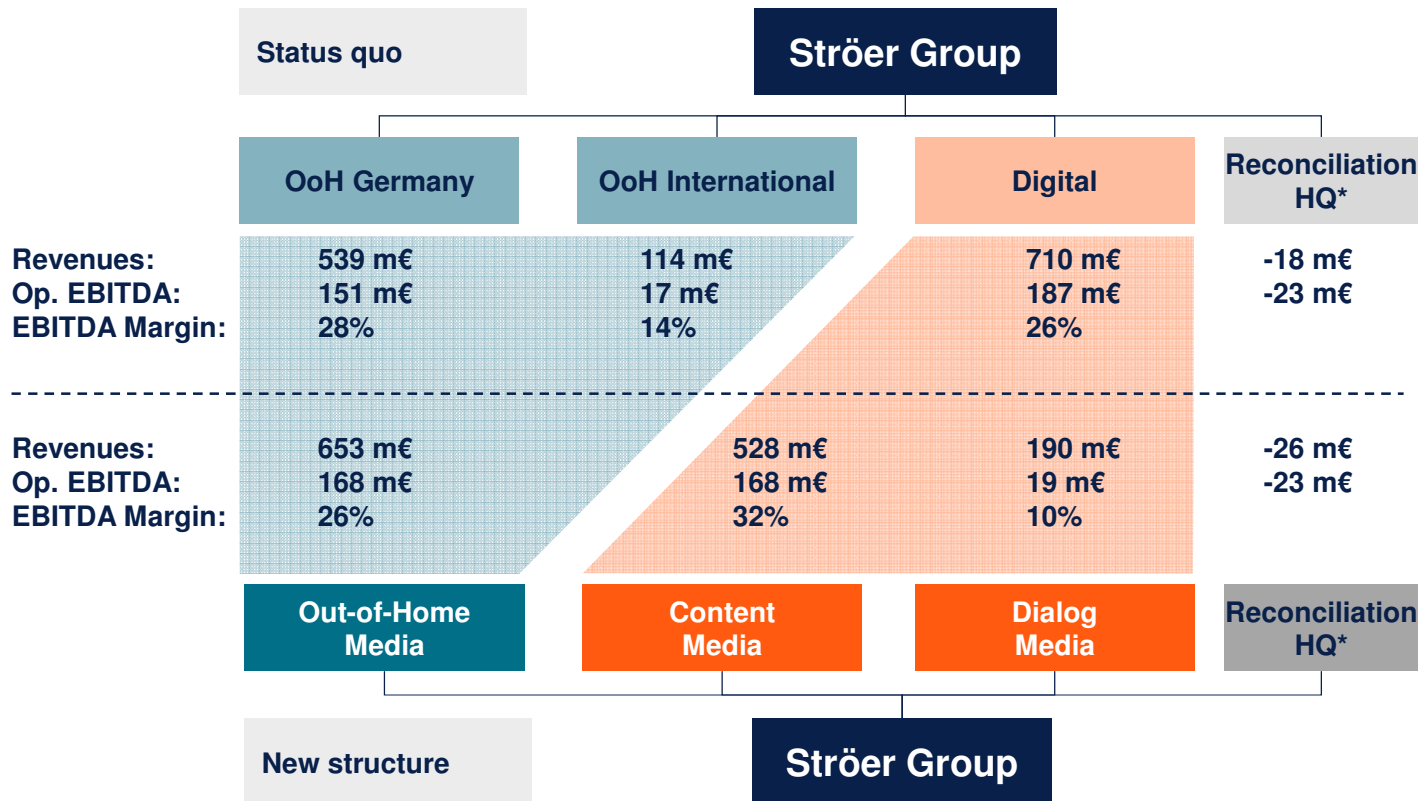 Status quo
Ströer Group
OoH Germany
OoH International
Digital
Reconciliation
HQ*
Revenues: 539 m€ 114 m€ 710 m€ -18 m€
Op. EBITDA: 151 m€ 17 m€ 187 m€ -23 m€
EBITDA Margin: 28% 14% 26%
Revenues: 653 m€ 528 m€ 190 m€ -26 m€
Op. EBITDA: 168 m€ 168 m€ 19 m€ -23 m€
EBITDA Margin: 26% 32% 10%
Out-of-Home
Media
Content
Media
Dialog
Media
Reconciliation
HQ*
New structure
Ströer Group